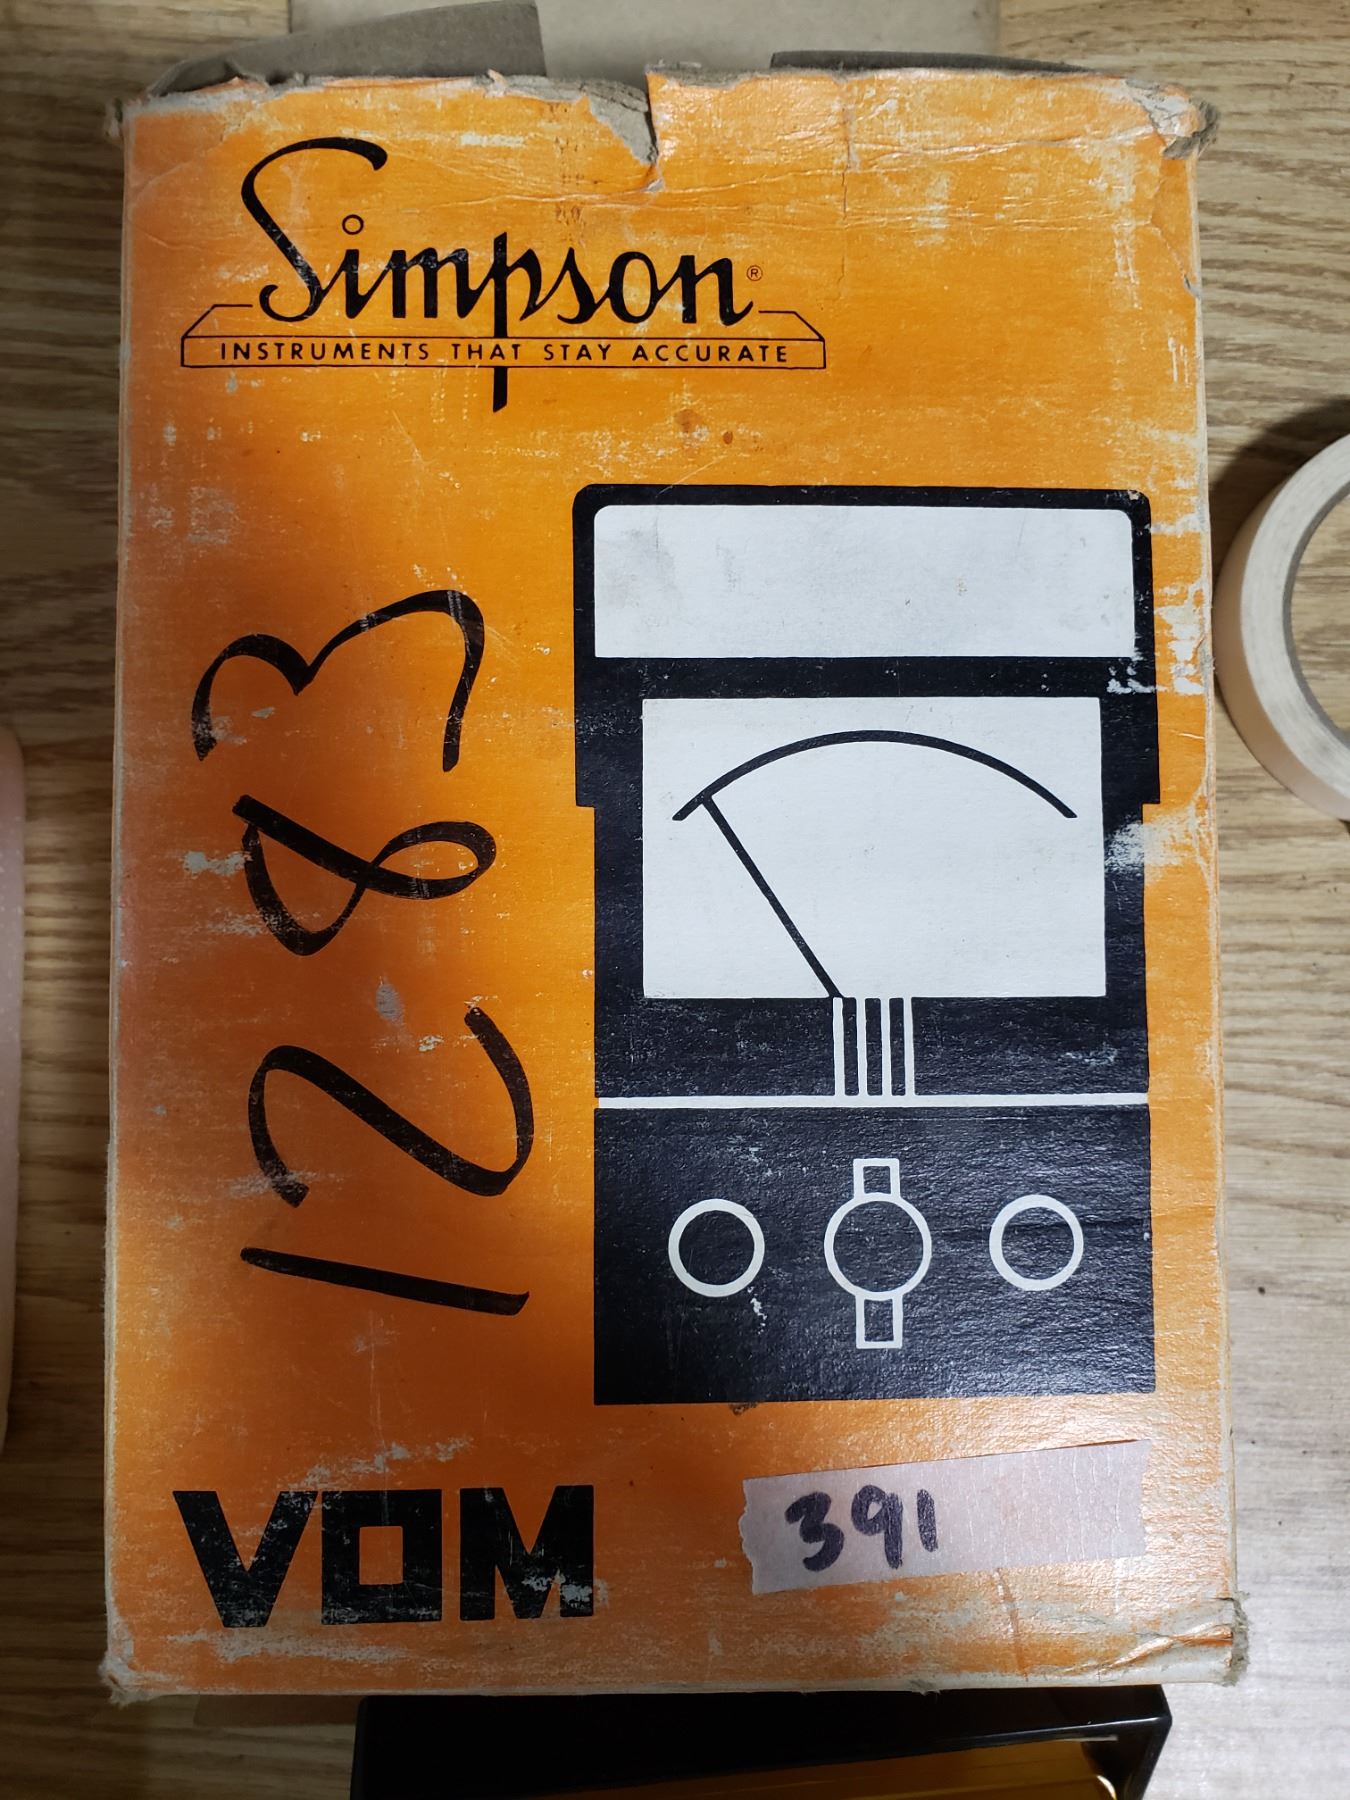 Simpson®
INSTRUMENTS THAT STAY ACCURATE
1283
VOM
391